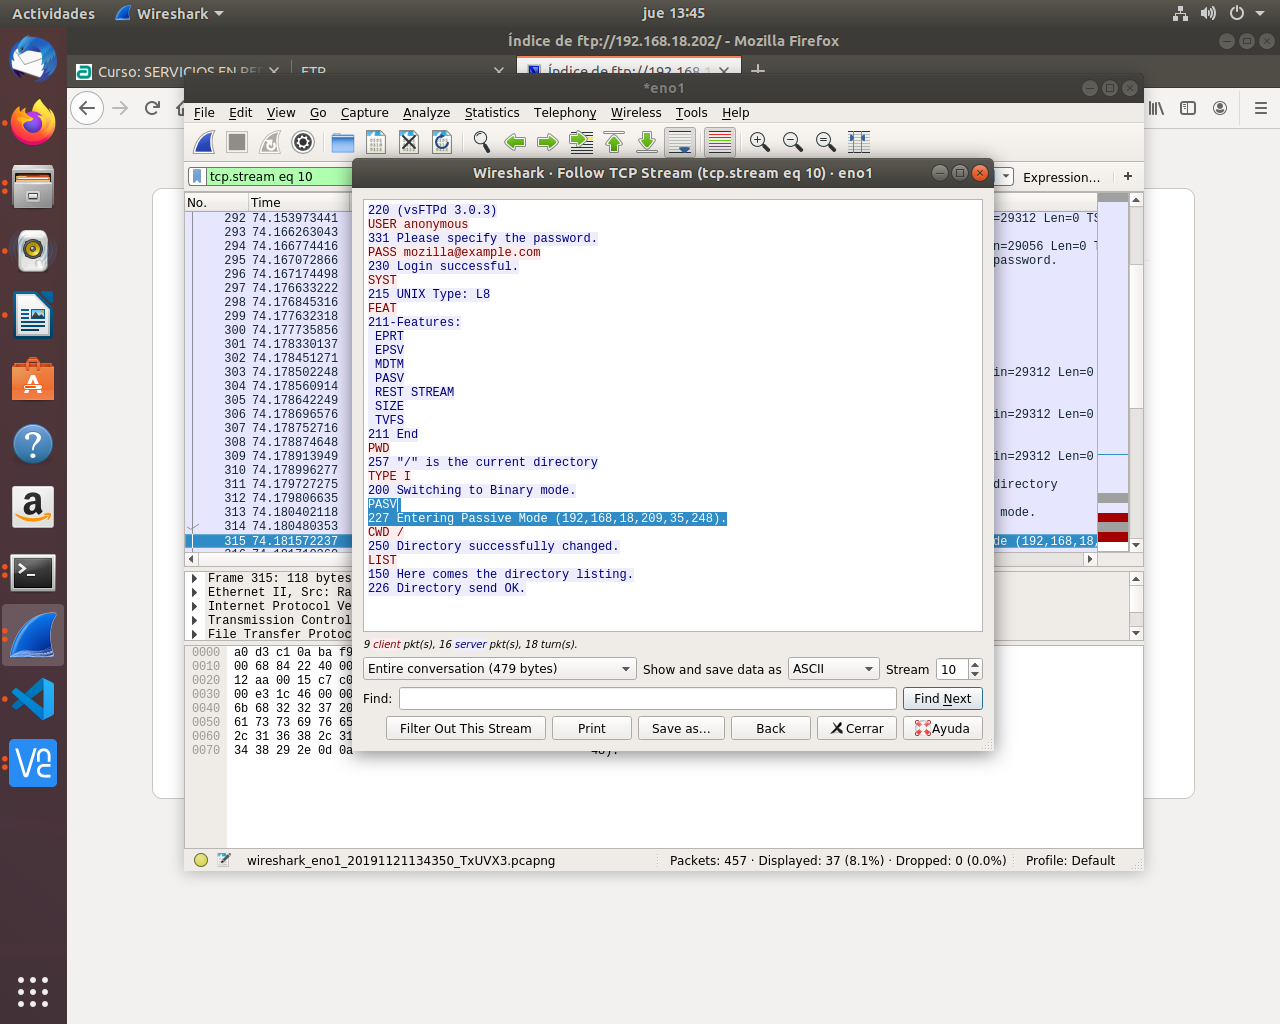 Actividades
Wireshark
jue 13:45
Índice de ftp://192.168.18.202/ - Mozilla Firefox
Curso: SERVICIOS EN RED
FTP
Índice de ftp://192.168.1
*eno1
File Edit View Go Capture Analyze Statistics Telephony Wireless Tools Help
tcp.stream eq 10
Expression…
+
Wireshark · Follow TCP Stream (tcp.stream eq 10) · eno1
No. Time
292 74.153973441
293 74.166263043
294 74.166774416
295 74.167072866
296 74.167174498
297 74.176633222
298 74.176845316
299 74.177632318
300 74.177735856
301 74.178330137
302 74.178451271
303 74.178502248
304 74.178560914
305 74.178642249
306 74.178696576
307 74.178752716
308 74.178874648
309 74.178913949
310 74.178996277
311 74.179727275
312 74.179806635
313 74.180402118
314 74.180480353
315 74.181572237
=29312 Len=0 TS
n=29056 Len=0 T
password.
in=29312 Len=0
in=29312 Len=0
in=29312 Len=0
directory
mode.
de (192,168,18,
220 (vsFTPd 3.0.3)
USER anonymous
331 Please specify the password.
PASS mozilla@example.com
230 Login successful.
SYST
215 UNIX Type: L8
FEAT
211-Features:
EPRT
EPSV
MDTM
PASV
REST STREAM
SIZE
TVFS
211 End
PWD
257 "/" is the current directory
TYPE I
200 Switching to Binary mode.
PASV
227 Entering Passive Mode (192,168,18,209,35,248).
CWD /
250 Directory successfully changed.
LIST
150 Here comes the directory listing.
226 Directory send OK.
9 client pkt(s), 16 server pkt(s), 18 turn(s).
Entire conversation (479 bytes)
Show and save data as ASCII
Stream 10
Find:
Find Next
Filter Out This Stream
Print
Save as…
Back
Cerrar
Ayuda
Frame 315: 118 bytes
Ethernet II, Src: Ra
Internet Protocol Ve
Transmission Control
File Transfer Protoc
0000 a0 d3 c1 0a ba f9
0010 00 68 84 22 40 00
0020 12 aa 00 15 c7 c0
0030 00 e3 1c 46 00 00
0040 6b 68 32 32 37 20
0050 61 73 73 69 76 65
0060 2c 31 36 38 2c 31
0070 34 38 29 2e 0d 0a 48).
wireshark_eno1_20191121134350_TxUVX3.pcapng
Packets: 457 · Displayed: 37 (8.1%) · Dropped: 0 (0.0%)
Profile: Default